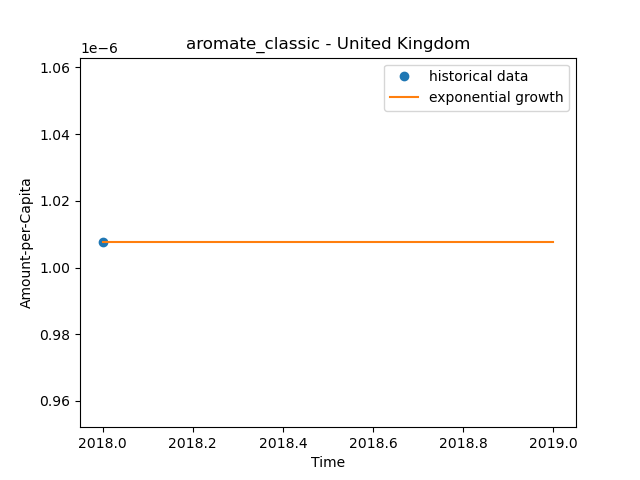 aromate_classic - United Kingdom
1e−6
historical data
exponential growth
1.06
1.04
1.02
1.00
0.98
0.96
Amount-per-Capita
2018.0 2018.2 2018.4 2018.6 2018.8 2019.0
Time